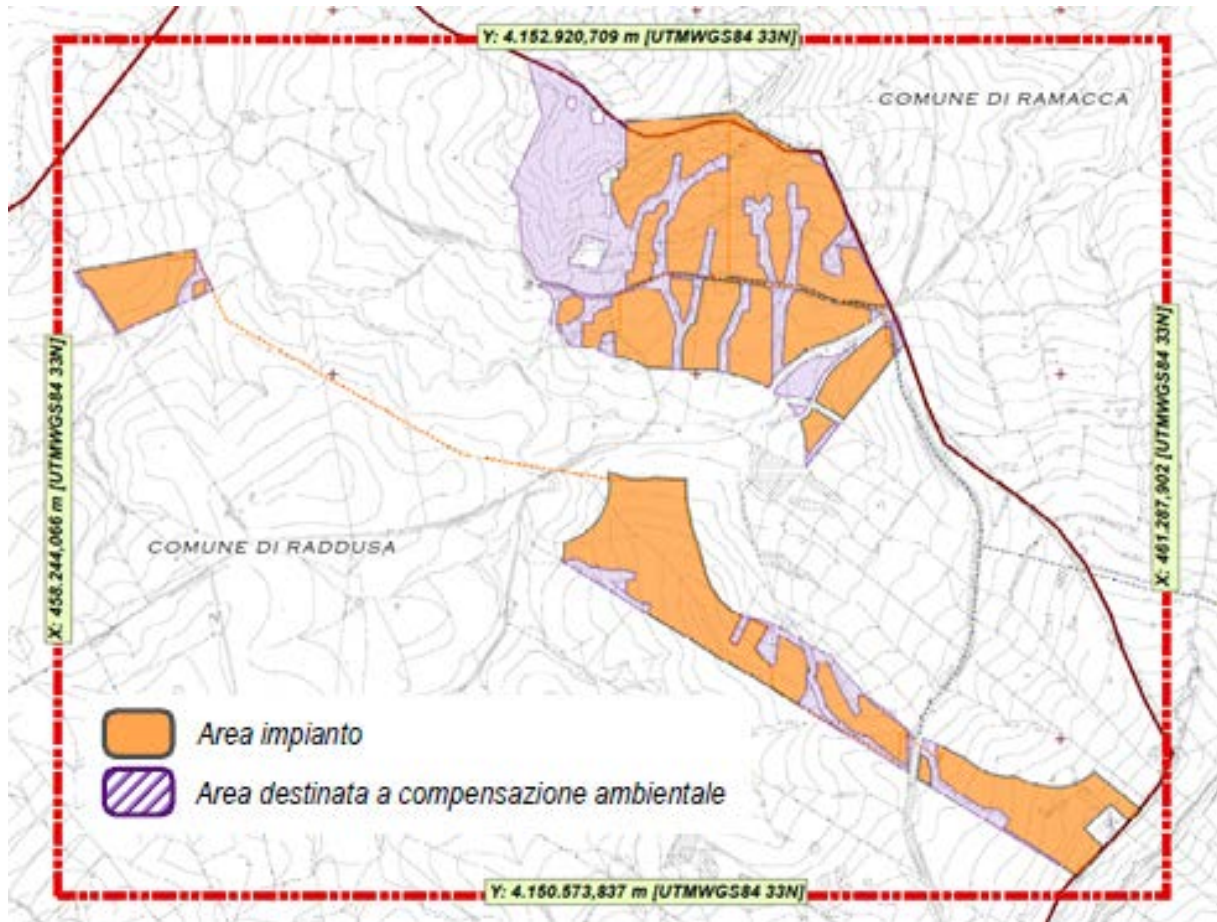 Y: 4.152.920,709 m [UTMWGS84 33N]
COMUNE DI RAMACCA
X: 458.244,066 m [UTMWGS84 33N]
X: 461.287,902 m [UTMWGS84 33N]
COMUNE DI RADDUSA
Area impianto
Area destinata a compensazione ambientale
Y: 4.150.573,837 m [UTMWGS84 33N]